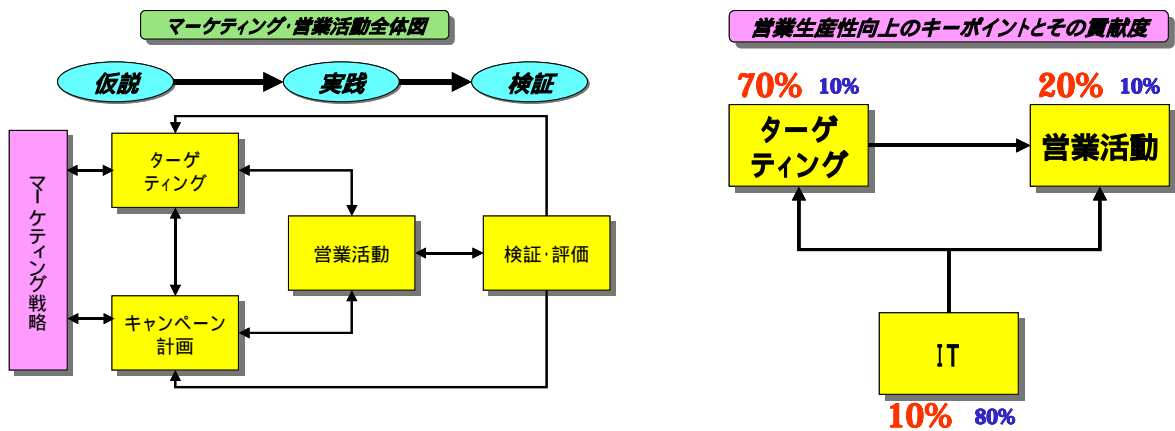 マーケティング・営業活動全体図
仮説
実践
検証
マーケティング戦略
ターゲ
ティング
キャンペーン
計画
営業活動
検証・評価
営業生産性向上のキーポイントとその貢献度
70% 10%
ターゲ
ティング
20% 10%
営業活動
IT
10% 80%